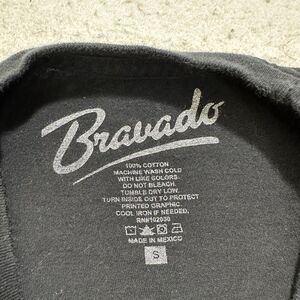 Bravado
100% COTTON
MACHINE WASH COLD
WITH LIKE COLORS.
DO NOT BLEACH.
TUMBLE DRY LOW.
TURN INSIDE OUT TO PROTECT
PRINTED GRAPHIC.
COOL IRON IF NEEDED.
RN#102030
MADE IN MEXICO
S